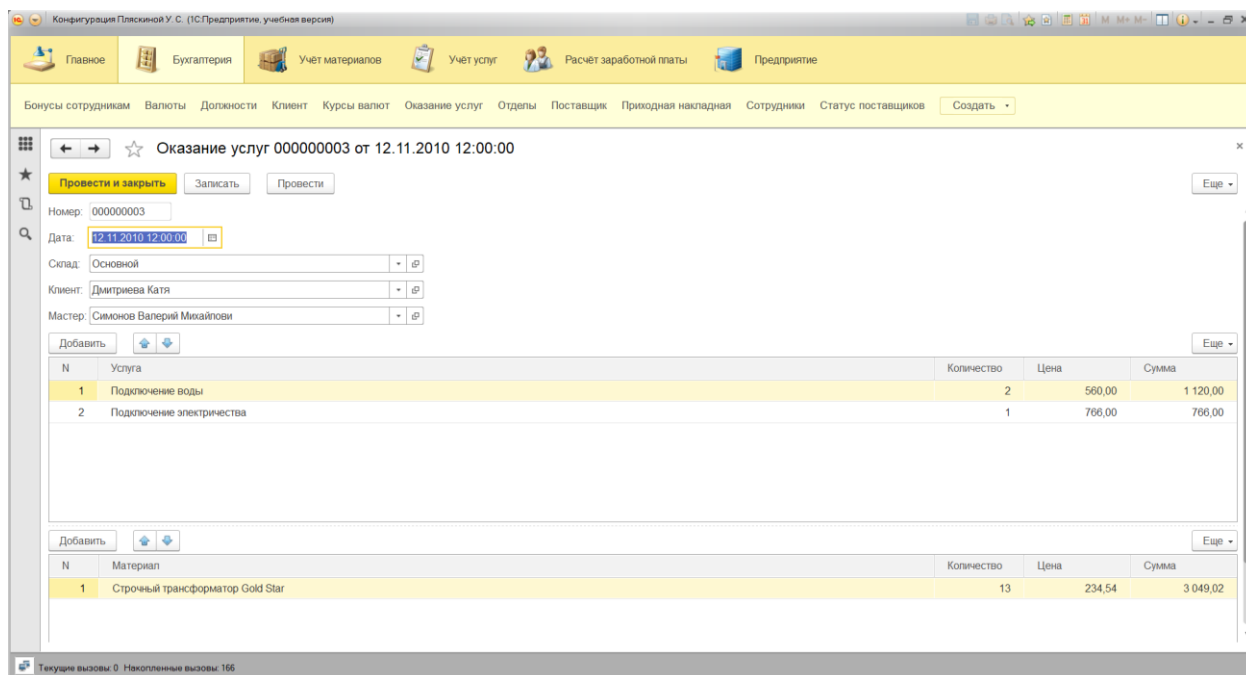 Конфигурация Пляскиной У. С. (1С:Предприятие, учебная версия) M M+ M-
Главное Бухгалтерия Учёт материалов Учёт услуг Расчёт заработной платы Предприятие
Бонусы сотрудникам Валюты Должности Клиент Курсы валют Оказание услуг Отделы Поставщик Приходная накладная Сотрудники Статус поставщиков Создать
Оказание услуг 000000003 от 12.11.2010 12:00:00
Провести и закрыть Записать Провести Еще
Номер: 000000003
Дата: 12.11.2010 12:00:00
Склад: Основной
Клиент: Дмитриева Катя
Мастер: Симонов Валерий Михайлови
Добавить Еще
N Услуга Количество Цена Сумма
1 Подключение воды 2 560,00 1 120,00
2 Подключение электричества 1 766,00 766,00
Добавить Еще
N Материал Количество Цена Сумма
1 Строчный трансформатор Gold Star 13 234,54 3 049,02
Текущие вызовы: 0 Накопленные вызовы: 166